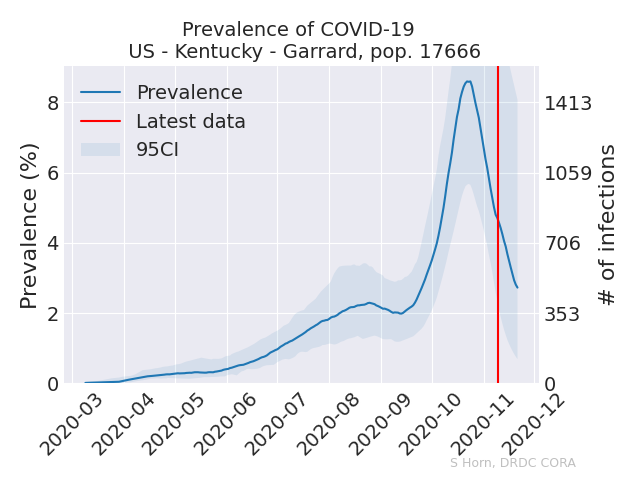 Prevalence of COVID-19
US - Kentucky - Garrard, pop. 17666
Prevalence
Latest data
95CI
Prevalence (%)
8
6
4
2
0
1413
1059
706
353
0
# of infections
2020-03
2020-04
2020-05
2020-06
2020-07
2020-08
2020-09
2020-10
2020-11
2020-12
S Horn, DRDC CORA